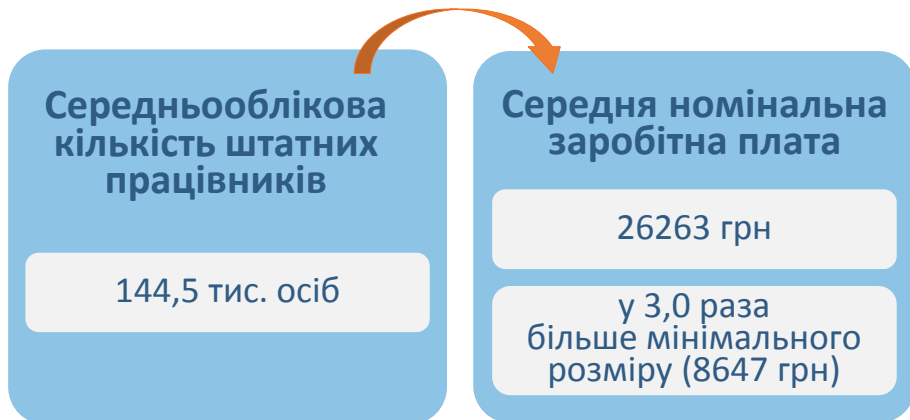 Середньооблікова
кількість штатних
працівників
144,5 тис. осіб
Середня номінальна
заробітна плата
26263 грн
у 3,0 раза
більше мінімального
розміру (8647 грн)